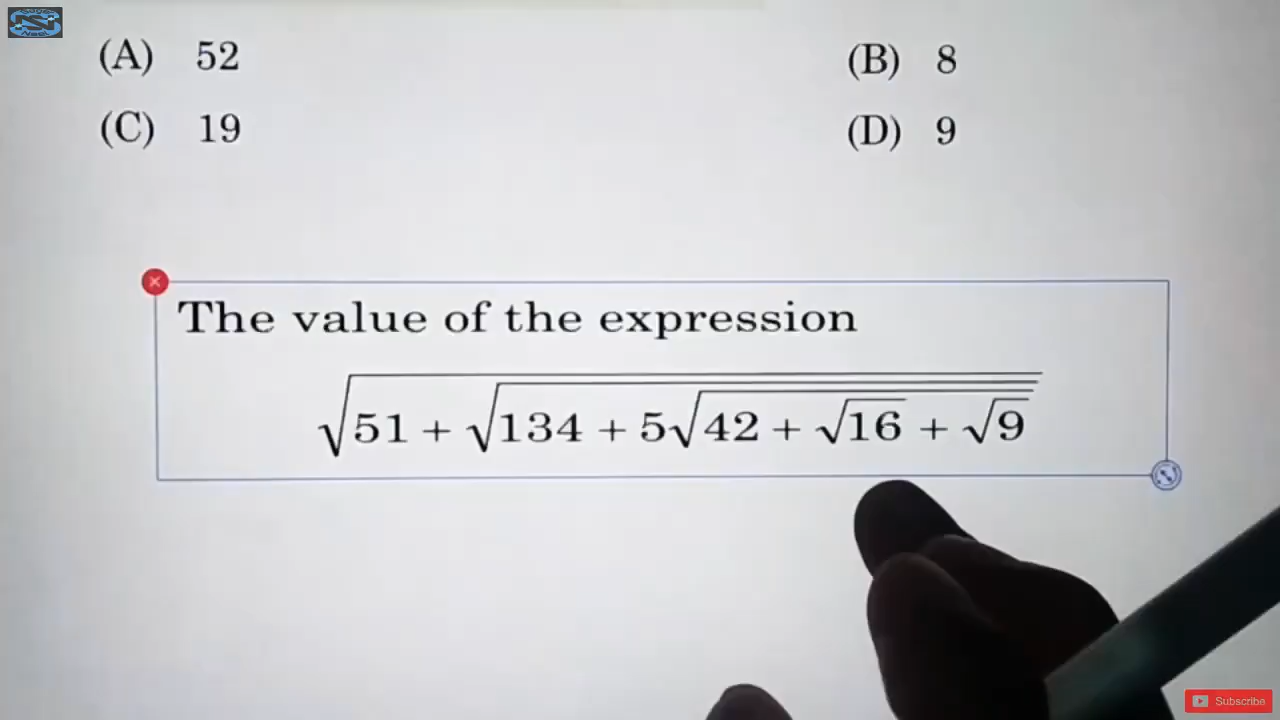 (A) 52 (B) 8
(C) 19 (D) 9
The value of the expression
√(51 + √(134 + 5√(42 + √16 + √9)))
Subscribe